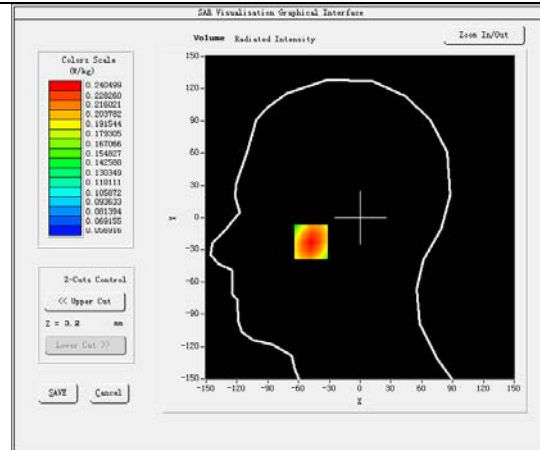 SAR Visualisation Graphical Interface
Volume Radiated Intensity
Zoom In/Out
Colors Scale
(W/kg)
0.240499
0.228260
0.216021
0.203782
0.191544
0.179305
0.167066
0.154827
0.142588
0.130349
0.118111
0.105872
0.093633
0.081394
0.069155
0.056916
Z-Cuts Control
<< Upper Cut
Z = 3.2 mm
Lower Cut >>
SAVE
Cancel
150
120
90
60
30
0
-30
-60
-90
-120
-150
Y
-150 -120 -90 -60 -30 0 30 60 90 120 150
X